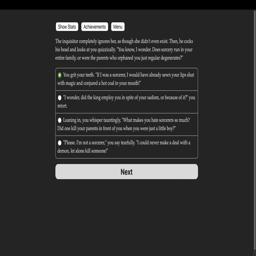 Show Stats Achievements Menu
The inquisitor completely ignores her, as though she didn't even exist. Then, he cocks
his head and looks at you quizzically. "You know, I wonder. Does sorcery run in your
entire family, or were the parents who orphaned you just regular degenerates?"
You grit your teeth. "If I was a sorcerer, I would have already sewn your lips shut
with magic and conjured a hot coal in your mouth!"
"I wonder, did the king employ you in spite of your sadism, or because of it?" you
retort.
Leaning in, you whisper tauntingly, "What makes you hate sorcerers so much?
Did one kill your parents in front of you when you were just a little boy?"
"Please. I'm not a sorcerer," you say tearfully. "I could never make a deal with a
demon, let alone kill someone!"
Next